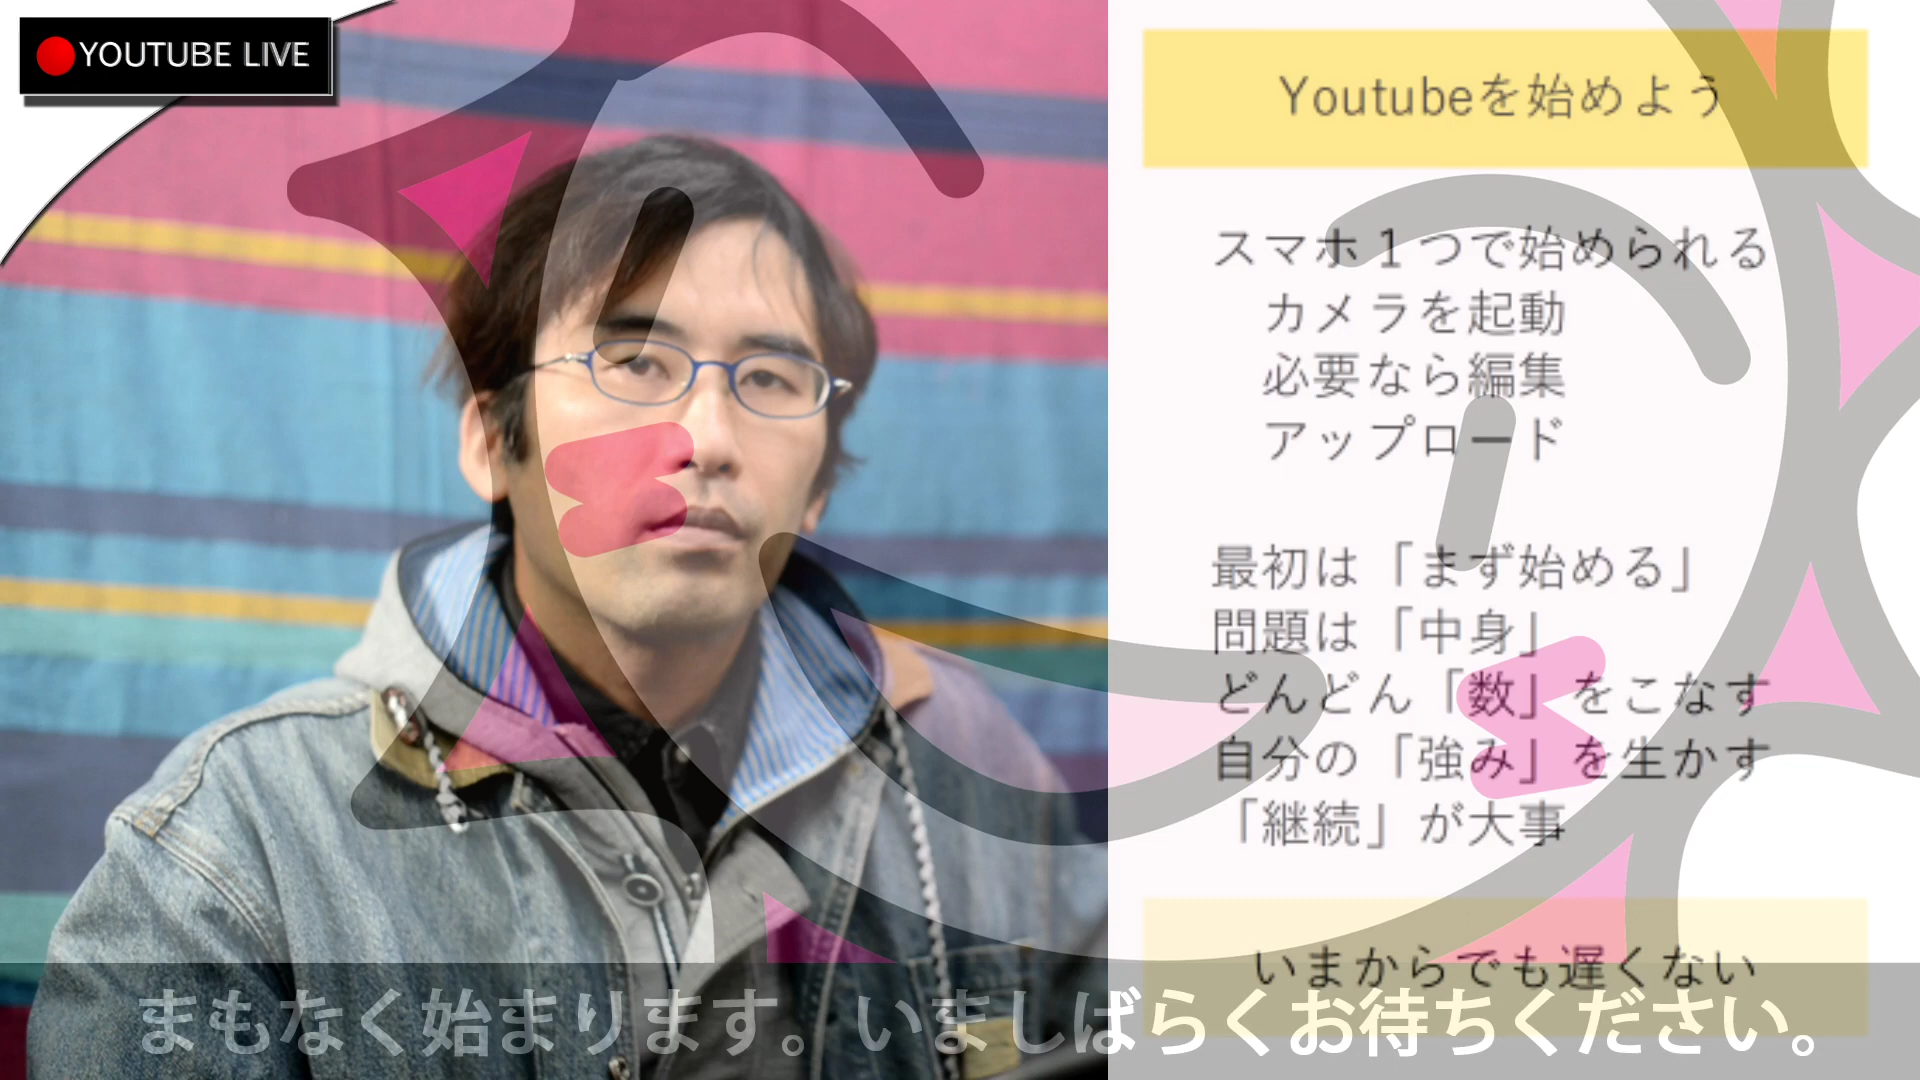 YOUTUBE LIVE
Youtubeを始めよう
スマホ１つで始められる
カメラを起動
必要なら編集
アップロード
最初は「まず始める」
問題は「中身」
どんどん「数」をこなす
自分の「強み」を生かす
「継続」が大事
いまからでも遅くない
まもなく始まります。いましばらくお待ちください。